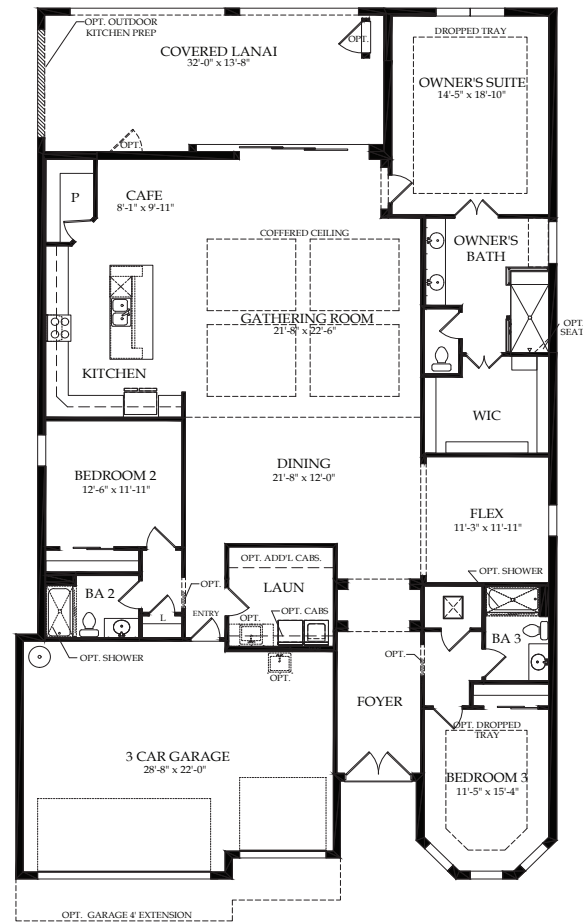 OPT. OUTDOOR
KITCHEN PREP
COVERED LANAI
32'-0" x 13'-8"
OPT.
DROPPED TRAY
OWNER'S SUITE
14'-5" x 18'-10"
OPT.
P
CAFE
8'-1" x 9'-11"
COFFERED CEILING
OWNER'S
BATH
GATHERING ROOM
21'-8" x 22'-6"
OPT.
SEAT
KITCHEN
WIC
DINING
21'-8" x 12'-0"
BEDROOM 2
12'-6" x 11'-11"
FLEX
11'-3" x 11'-11"
OPT. ADD'L CABS.
OPT. SHOWER
BA 2
OPT.
LAUN
L
ENTRY
OPT.
OPT. CABS
BA 3
OPT. SHOWER
OPT.
OPT.
FOYER
OPT. DROPPED
TRAY
3 CAR GARAGE
28'-8" x 22'-0"
BEDROOM 3
11'-5" x 15'-4"
OPT. GARAGE 4' EXTENSION